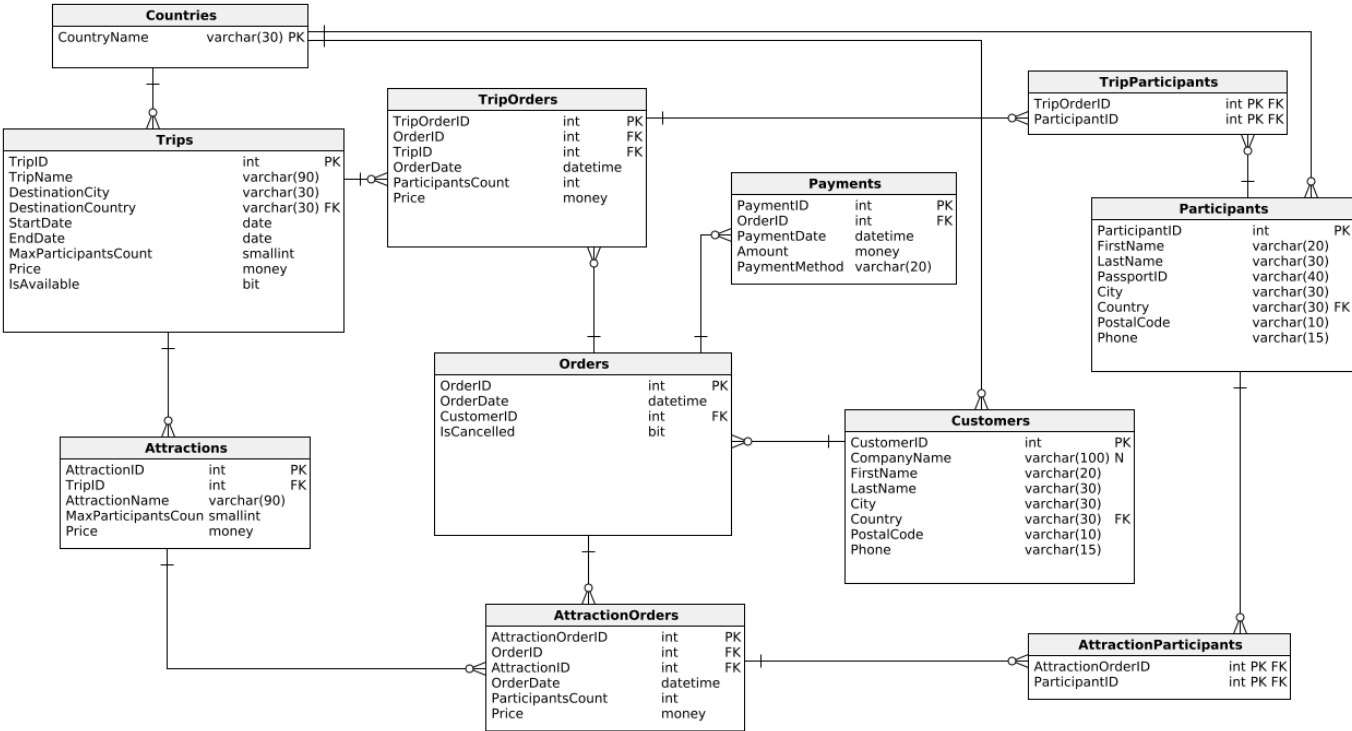 Countries
CountryName varchar(30) PK
TripParticipants
TripOrderID int PK FK
ParticipantID int PK FK
TripOrders
TripOrderID int PK
OrderID int FK
TripID int FK
OrderDate datetime
ParticipantsCount int
Price money
Trips
TripID int PK
TripName varchar(90)
DestinationCity varchar(30)
DestinationCountry varchar(30) FK
StartDate date
EndDate date
MaxParticipantsCount smallint
Price money
IsAvailable bit
Payments
PaymentID int PK
OrderID int FK
PaymentDate datetime
Amount money
PaymentMethod varchar(20)
Participants
ParticipantID int PK
FirstName varchar(20)
LastName varchar(30)
PassportID varchar(40)
City varchar(30)
Country varchar(30) FK
PostalCode varchar(10)
Phone varchar(15)
Orders
OrderID int PK
OrderDate datetime
CustomerID int FK
IsCancelled bit
Customers
CustomerID int PK
CompanyName varchar(100) N
FirstName varchar(20)
LastName varchar(30)
City varchar(30)
Country varchar(30) FK
PostalCode varchar(10)
Phone varchar(15)
Attractions
AttractionID int PK
TripID int FK
AttractionName varchar(90)
MaxParticipantsCoun smallint
Price money
AttractionOrders
AttractionOrderID int PK
OrderID int FK
AttractionID int FK
OrderDate datetime
ParticipantsCount int
Price money
AttractionParticipants
AttractionOrderID int PK FK
ParticipantID int PK FK